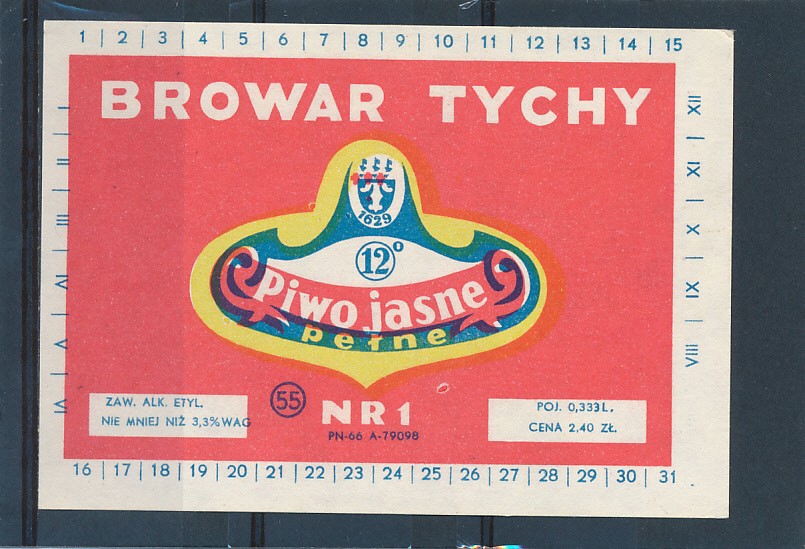 1 | 2 | 3 | 4 | 5 | 6 | 7 | 8 | 9 | 10 | 11 | 12 | 13 | 14 | 15
I | II | III | IV | V | VI
XII | XI | X | IX | VIII
BROWAR TYCHY
1629
12°
Piwo jasne
pełne
ZAW. ALK. ETYL.
NIE MNIEJ NIŻ 3,3% WAG
55
NR 1
PN-66 A-79098
POJ. 0,333 L.
CENA 2,40 ZŁ.
16 | 17 | 18 | 19 | 20 | 21 | 22 | 23 | 24 | 25 | 26 | 27 | 28 | 29 | 30 | 31